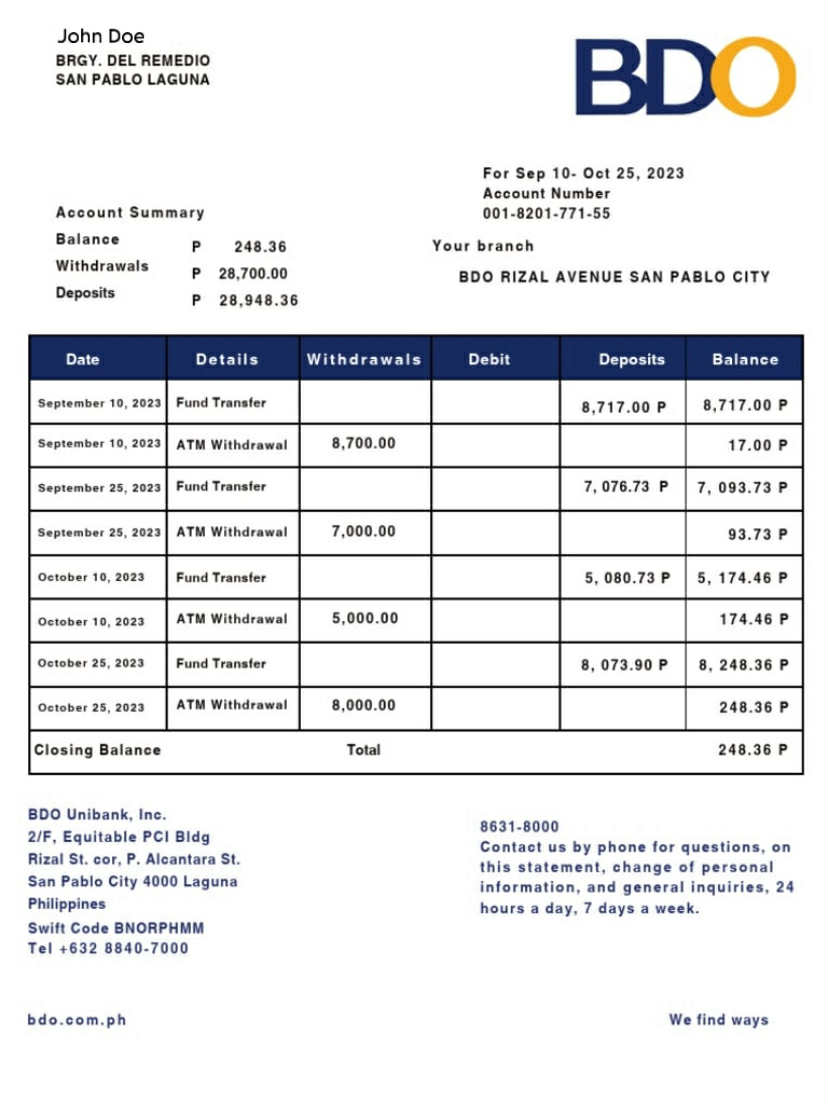 John Doe
BRGY. DEL REMEDIO
SAN PABLO LAGUNA
BDO
For Sep 10- Oct 25, 2023
Account Number
001-8201-771-55
Account Summary
Balance P 248.36
Withdrawals P 28,700.00
Deposits P 28,948.36
Your branch
BDO RIZAL AVENUE SAN PABLO CITY
Date Details Withdrawals Debit Deposits Balance
September 10, 2023 Fund Transfer 8,717.00 ₱ 8,717.00 ₱
September 10, 2023 ATM Withdrawal 8,700.00 17.00 ₱
September 25, 2023 Fund Transfer 7, 076.73 ₱ 7, 093.73 ₱
September 25, 2023 ATM Withdrawal 7,000.00 93.73 ₱
October 10, 2023 Fund Transfer 5, 080.73 ₱ 5, 174.46 ₱
October 10, 2023 ATM Withdrawal 5,000.00 174.46 ₱
October 25, 2023 Fund Transfer 8, 073.90 ₱ 8, 248.36 ₱
October 25, 2023 ATM Withdrawal 8,000.00 248.36 ₱
Closing Balance Total 248.36 ₱
BDO Unibank, Inc.
2/F, Equitable PCI Bldg
Rizal St. cor, P. Alcantara St.
San Pablo City 4000 Laguna
Philippines
Swift Code BNORPHMM
Tel +632 8840-7000
8631-8000
Contact us by phone for questions, on
this statement, change of personal
information, and general inquiries, 24
hours a day, 7 days a week.
bdo.com.ph
We find ways